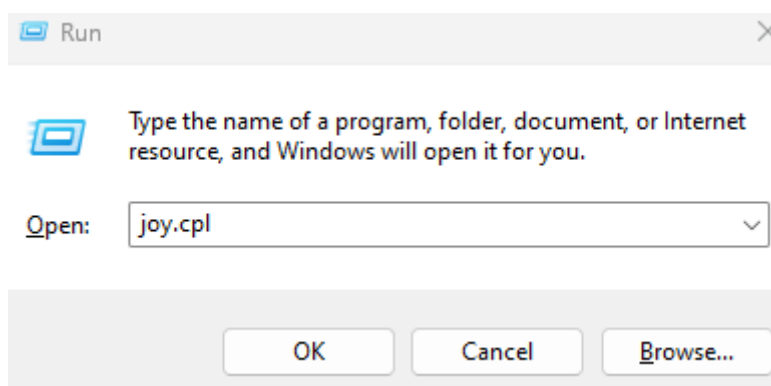 Run
Type the name of a program, folder, document, or Internet
resource, and Windows will open it for you.
Open: joy.cpl
OK Cancel Browse...